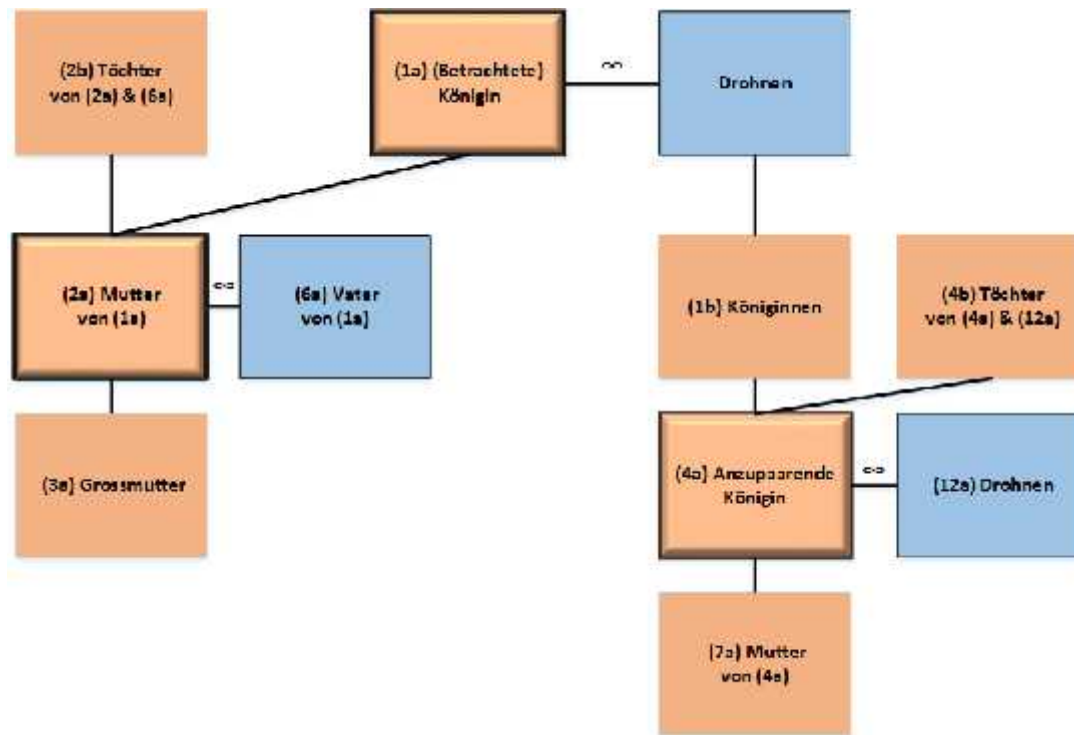 (2b) Töchter
von (2a) & (6a)
(1a) (Betrachtete)
Königin
∞
Drohnen
(2a) Mutter
von (1a)
∞
(6a) Vater
von (1a)
(1b) Königinnen
(4b) Töchter
von (4a) & (12a)
(3a) Grossmutter
(4a) Anzupaarende
Königin
∞
(12a) Drohnen
(7a) Mutter
von (4a)